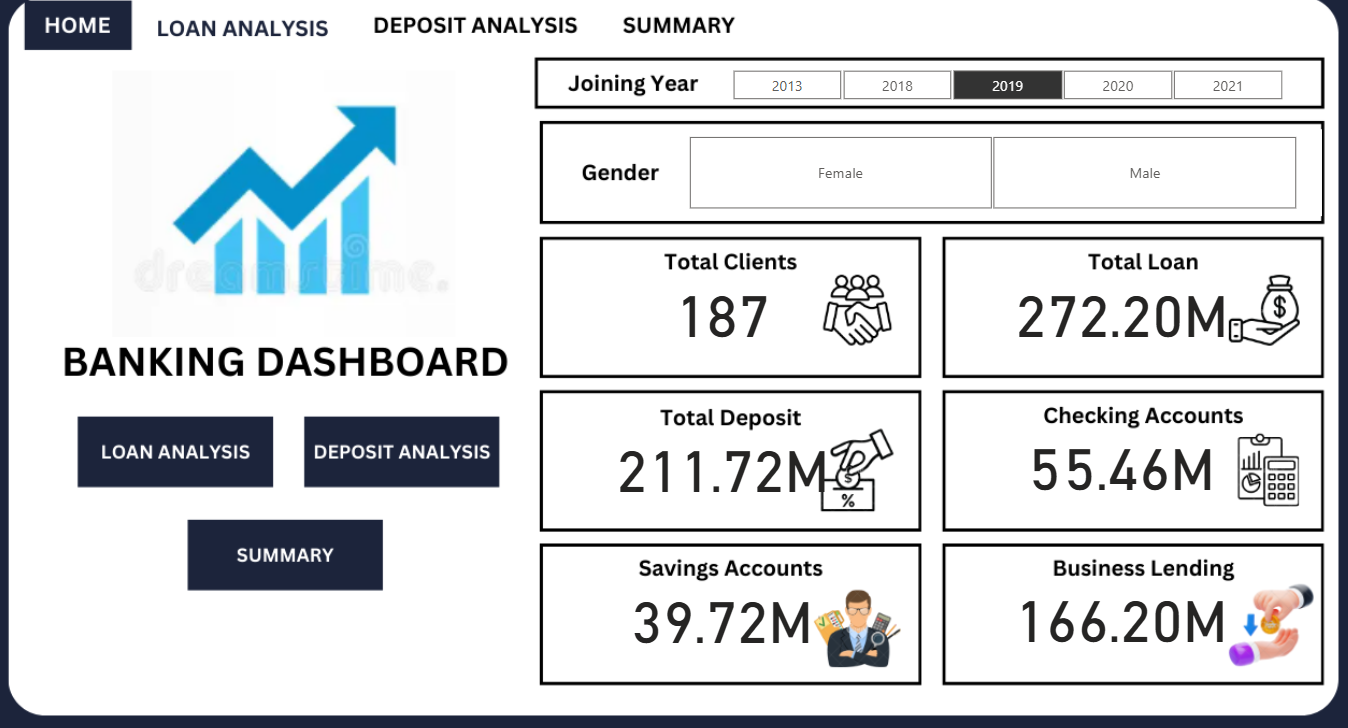 HOME
LOAN ANALYSIS
DEPOSIT ANALYSIS
SUMMARY
Joining Year
2013
2018
2019
2020
2021
Gender
Female
Male
dreamstime.
BANKING DASHBOARD
LOAN ANALYSIS
DEPOSIT ANALYSIS
SUMMARY
Total Clients
187
Total Loan
272.20M
$
Total Deposit
211.72M
$
%
Checking Accounts
55.46M
Savings Accounts
39.72M
Business Lending
166.20M